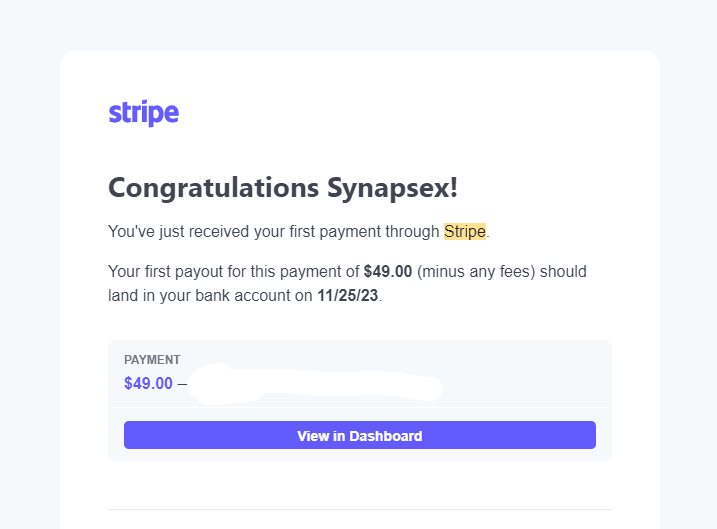 stripe
Congratulations Synapsex!
You've just received your first payment through Stripe.
Your first payout for this payment of $49.00 (minus any fees) should
land in your bank account on 11/25/23.
PAYMENT
$49.00 –
View in Dashboard